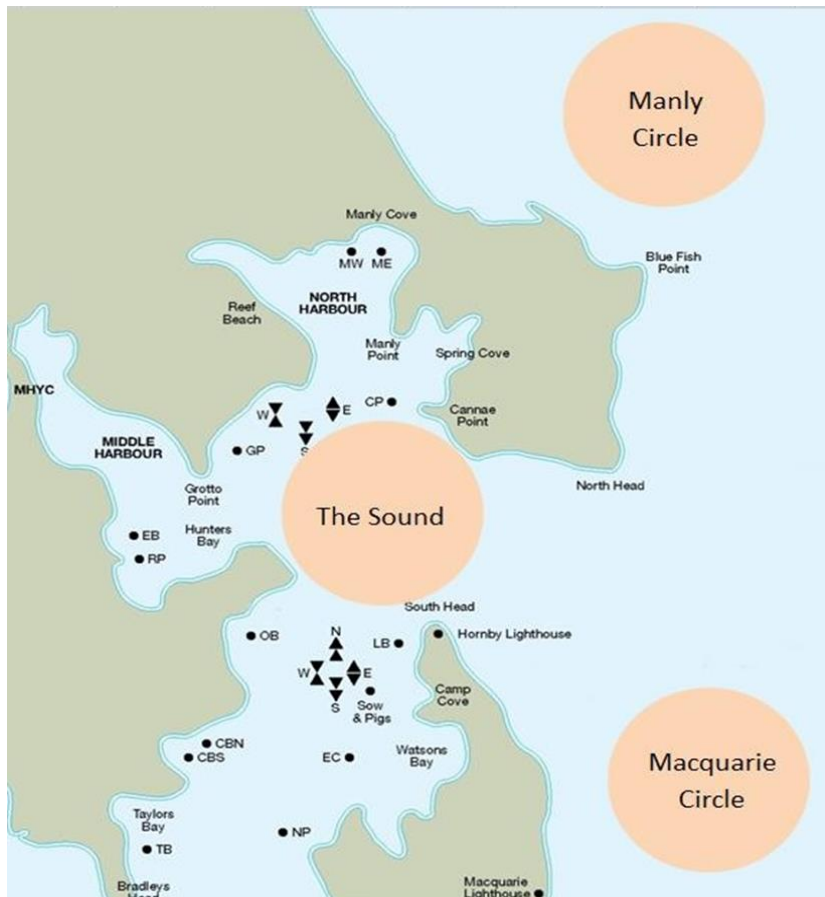 Manly
Circle
Manly Cove
MW ME
Blue Fish
Point
NORTH
HARBOUR
Reef
Beach
Manly
Point
Spring Cove
MHYC
CP
W
E
Cannae
Point
S
MIDDLE
HARBOUR
GP
Grotto
Point
North Head
The Sound
EB
Hunters
Bay
RP
South Head
OB
N
LB
Hornby Lighthouse
W
E
Camp
Cove
S
Sow
& Pigs
CBN
CBS
EC
Watsons
Bay
Macquarie
Circle
Taylors
Bay
NP
TB
Bradleys
Macquarie
Lighthouse